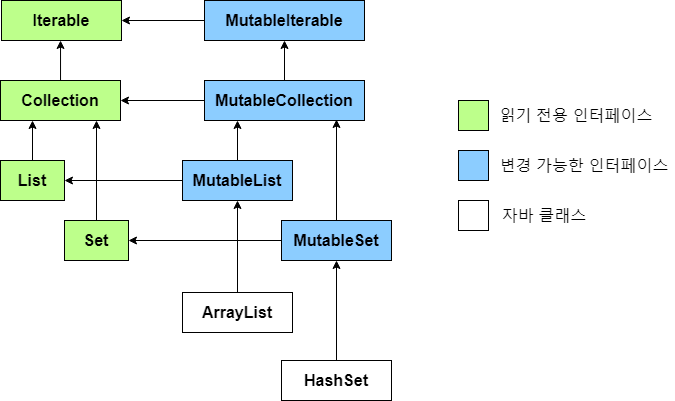 Iterable
MutableIterable
Collection
MutableCollection
List
MutableList
Set
MutableSet
ArrayList
HashSet
읽기 전용 인터페이스
변경 가능한 인터페이스
자바 클래스